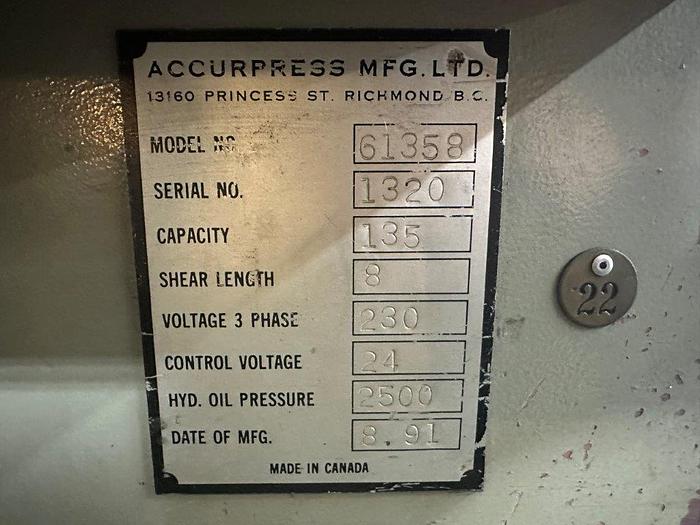 ACCURPRESS MFG. LTD.
13160 PRINCESS ST. RICHMOND B.C.
MODEL NO. 61358
SERIAL NO. 1320
CAPACITY 135
SHEAR LENGTH 8
VOLTAGE 3 PHASE 230
CONTROL VOLTAGE 24
HYD. OIL PRESSURE 2500
DATE OF MFG. 8.91
MADE IN CANADA
22